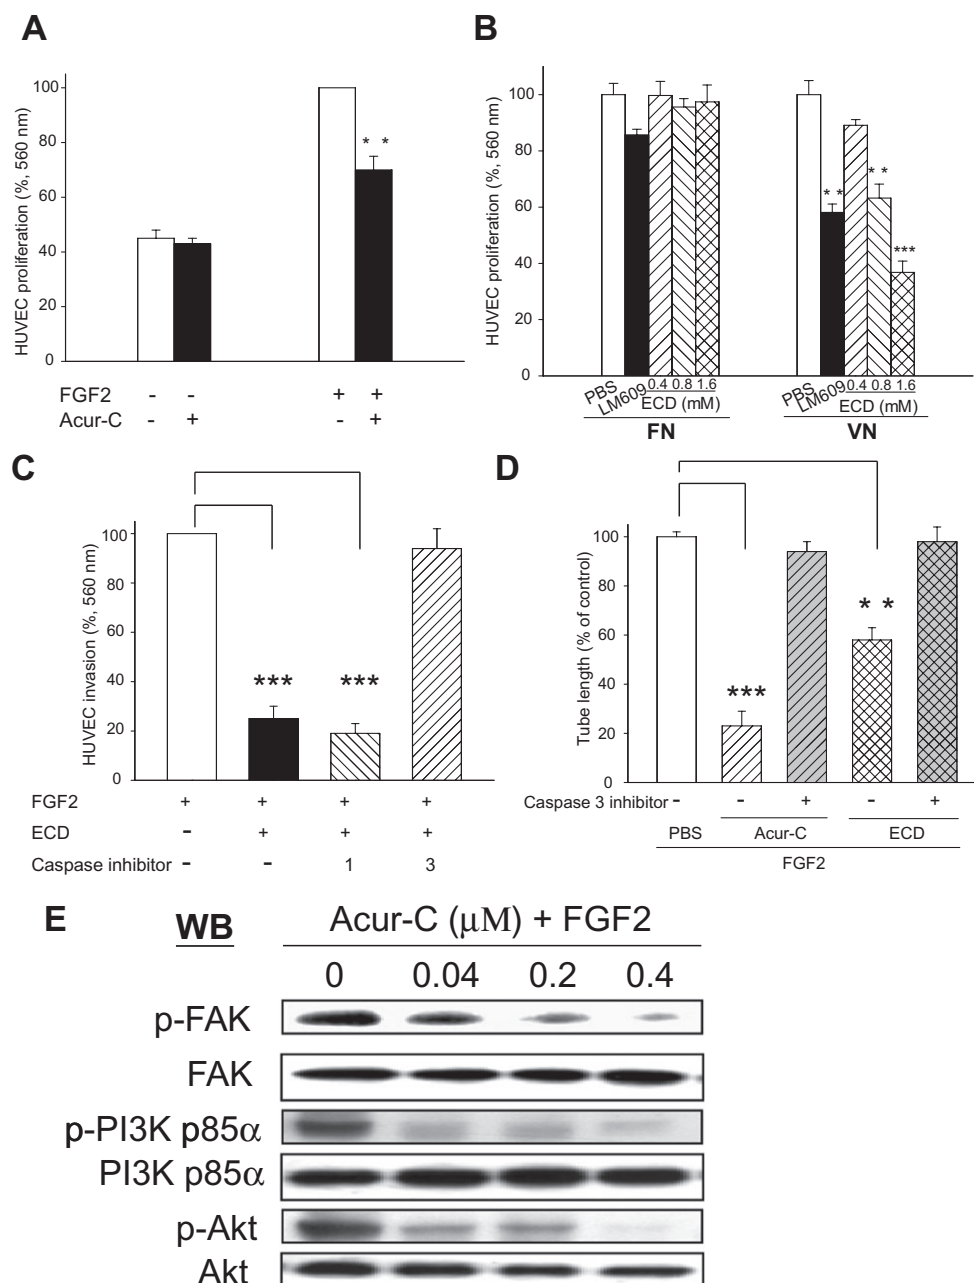 A
HUVEC proliferation (%, 560 nm)
100
80
60
40
20
0
* *
FGF2 - - + +
Acur-C - + - +
B
HUVEC proliferation (%, 560 nm)
100
80
60
40
20
0
* *
* *
***
PBS LM609 0.4 0.8 1.6 PBS LM609 0.4 0.8 1.6
ECD (mM) ECD (mM)
FN VN
C
HUVEC invasion (%, 560 nm)
100
80
60
40
20
0
*** ***
FGF2 + + + +
ECD - + + +
Caspase inhibitor - - 1 3
D
Tube length (% of control)
100
80
60
40
20
0
***
* *
Caspase 3 inhibitor - - + - +
PBS Acur-C ECD
FGF2
E
WB
Acur-C (μM) + FGF2
0 0.04 0.2 0.4
p-FAK
FAK
p-PI3K p85α
PI3K p85α
p-Akt
Akt